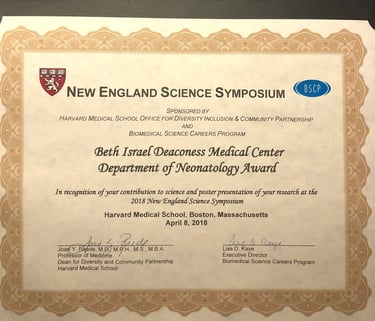 BSCP
NEW ENGLAND SCIENCE SYMPOSIUM
SPONSORED BY
HARVARD MEDICAL SCHOOL OFFICE FOR DIVERSITY INCLUSION & COMMUNITY PARTNERSHIP
AND
BIOMEDICAL SCIENCE CAREERS PROGRAM
Beth Israel Deaconess Medical Center
Department of Neonatology Award
In recognition of your contribution to science and poster presentation of your research at the
2018 New England Science Symposium
Harvard Medical School, Boston, Massachusetts
April 8, 2018
Joan Y. Reede, M.D., M.P.H., M.S., M.B.A.
Professor of Medicine
Dean for Diversity and Community Partnership
Harvard Medical School
Lise D. Kaye
Executive Director
Biomedical Science Careers Program